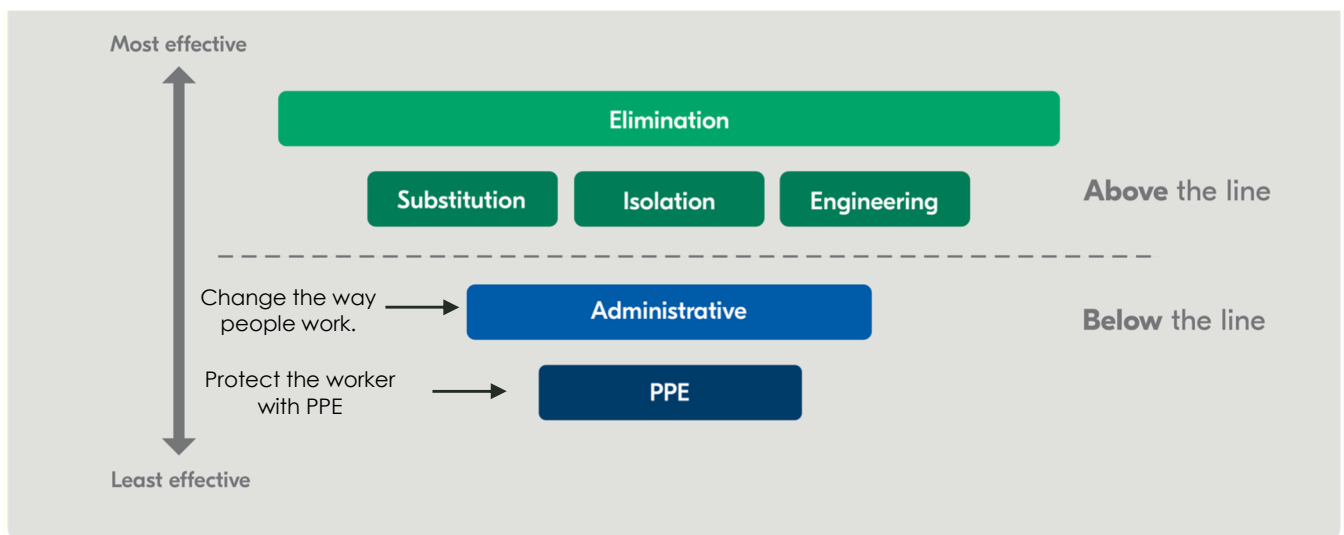 Most effective
Elimination
Substitution
Isolation
Engineering
Above the line
Change the way
people work.
Administrative
Below the line
Protect the worker
with PPE
PPE
Least effective